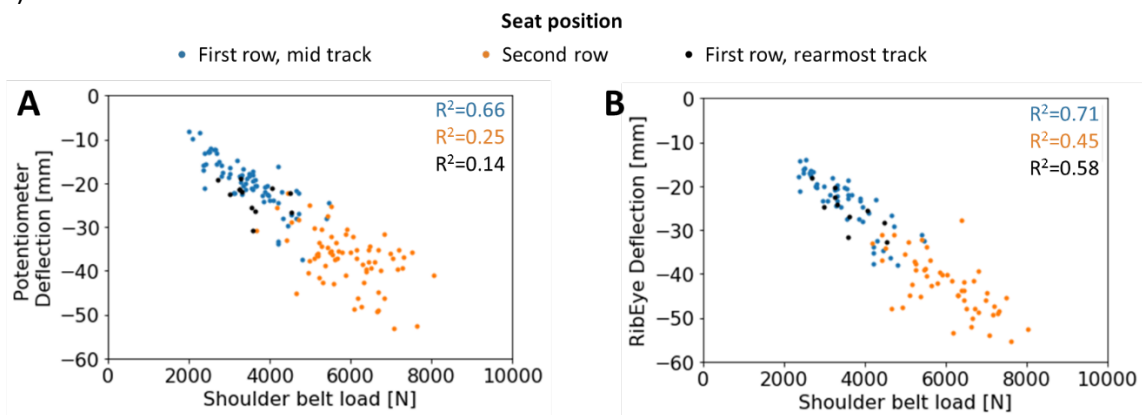 Seat position
First row, mid track
Second row
First row, rearmost track
A
R²=0.66
R²=0.25
R²=0.14
0
−10
−20
−30
−40
−50
−60
Potentiometer
Deflection [mm]
0
2000
4000
6000
8000
10000
Shoulder belt load [N]
B
R²=0.71
R²=0.45
R²=0.58
0
−10
−20
−30
−40
−50
−60
RibEye Deflection [mm]
0
2000
4000
6000
8000
10000
Shoulder belt load [N]